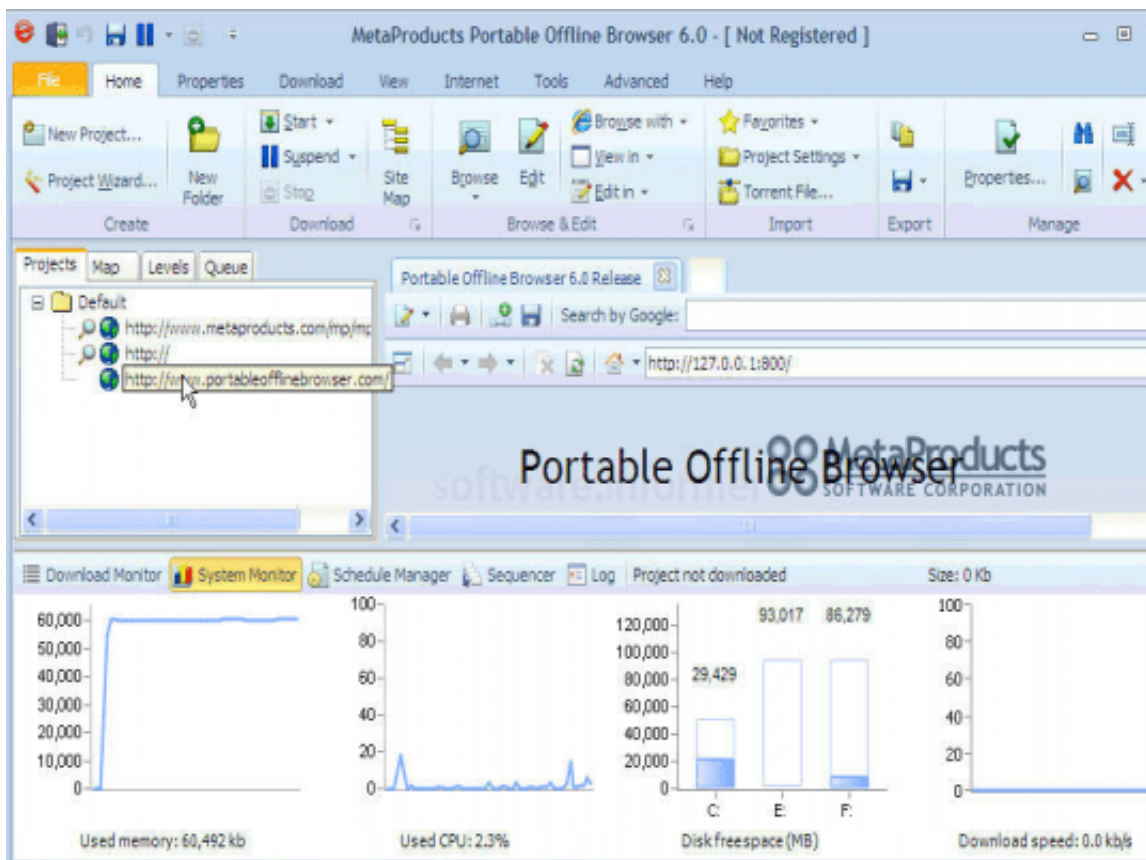 MetaProducts Portable Offline Browser 6.0 - [ Not Registered ]
File Home Properties Download View Internet Tools Advanced Help
New Project...
Project Wizard...
New Folder
Create
Start
Suspend
Stop
Site Map
Download
Browse
Edit
Browse with
View in
Edit in
Browse & Edit
Favorites
Project Settings
Torrent File...
Import
Export
Properties...
Manage
Projects Map Levels Queue
Default
http://www.metaproducts.com/mp/mp
http://
http://www.portableofflinebrowser.com/
Portable Offline Browser 6.0 Release
Search by Google:
http://127.0.0.1:800/
Portable Offline Browser
MetaProducts
SOFTWARE CORPORATION
software.informer
Download Monitor System Monitor Schedule Manager Sequencer Log Project not downloaded Size: 0 Kb
60,000
50,000
40,000
30,000
20,000
10,000
0
Used memory: 60,492 kb
100
80
60
40
20
0
Used CPU: 2.3%
120,000
100,000
80,000
60,000
40,000
20,000
0
29,429 93,017 86,279
C: E: F:
Disk free space (MB)
100
80
60
40
20
0
Download speed: 0.0 kb/s